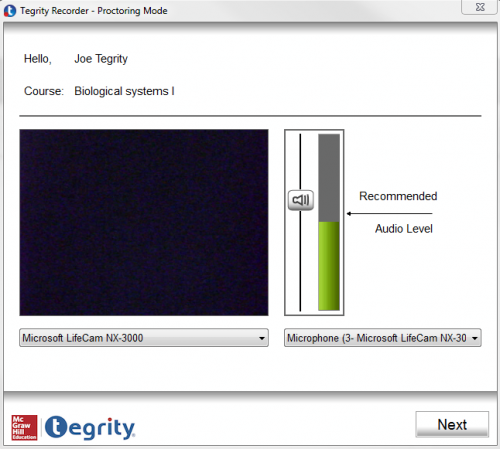 Tegrity Recorder - Proctoring Mode
Hello, Joe Tegrity
Course: Biological systems I
Recommended
Audio Level
Microsoft LifeCam NX-3000
Microphone (3- Microsoft LifeCam NX-30
Mc
Graw
Hill
Education
tegrity
Next